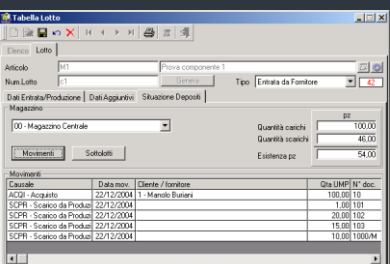 Tabella Lotto
Elenco Lotto
Articolo M1 Prova componente 1
Num.Lotto c1 Genera Tipo Entrata da Fornitore 42
Dati Entrata/Produzione Dati Aggiuntivi Situazione Depositi
Magazzino
00 - Magazzino Centrale
pz
Quantità carichi 100,00
Quantità scarichi 46,00
Movimenti Sottolotti Esistenza pz 54,00
Movimenti
Causale Data mov. Cliente / fornitore Qta UMP N° doc.
ACQI - Acquisto 22/12/2004 1 - Manolo Buriani 100,00 10
SCPR - Scarico da Produzi 22/12/2004 1,00 101
SCPR - Scarico da Produzi 22/12/2004 20,00 102
SCPR - Scarico da Produzi 22/12/2004 15,00 103
SCPR - Scarico da Produzi 22/12/2004 10,00 1000/M